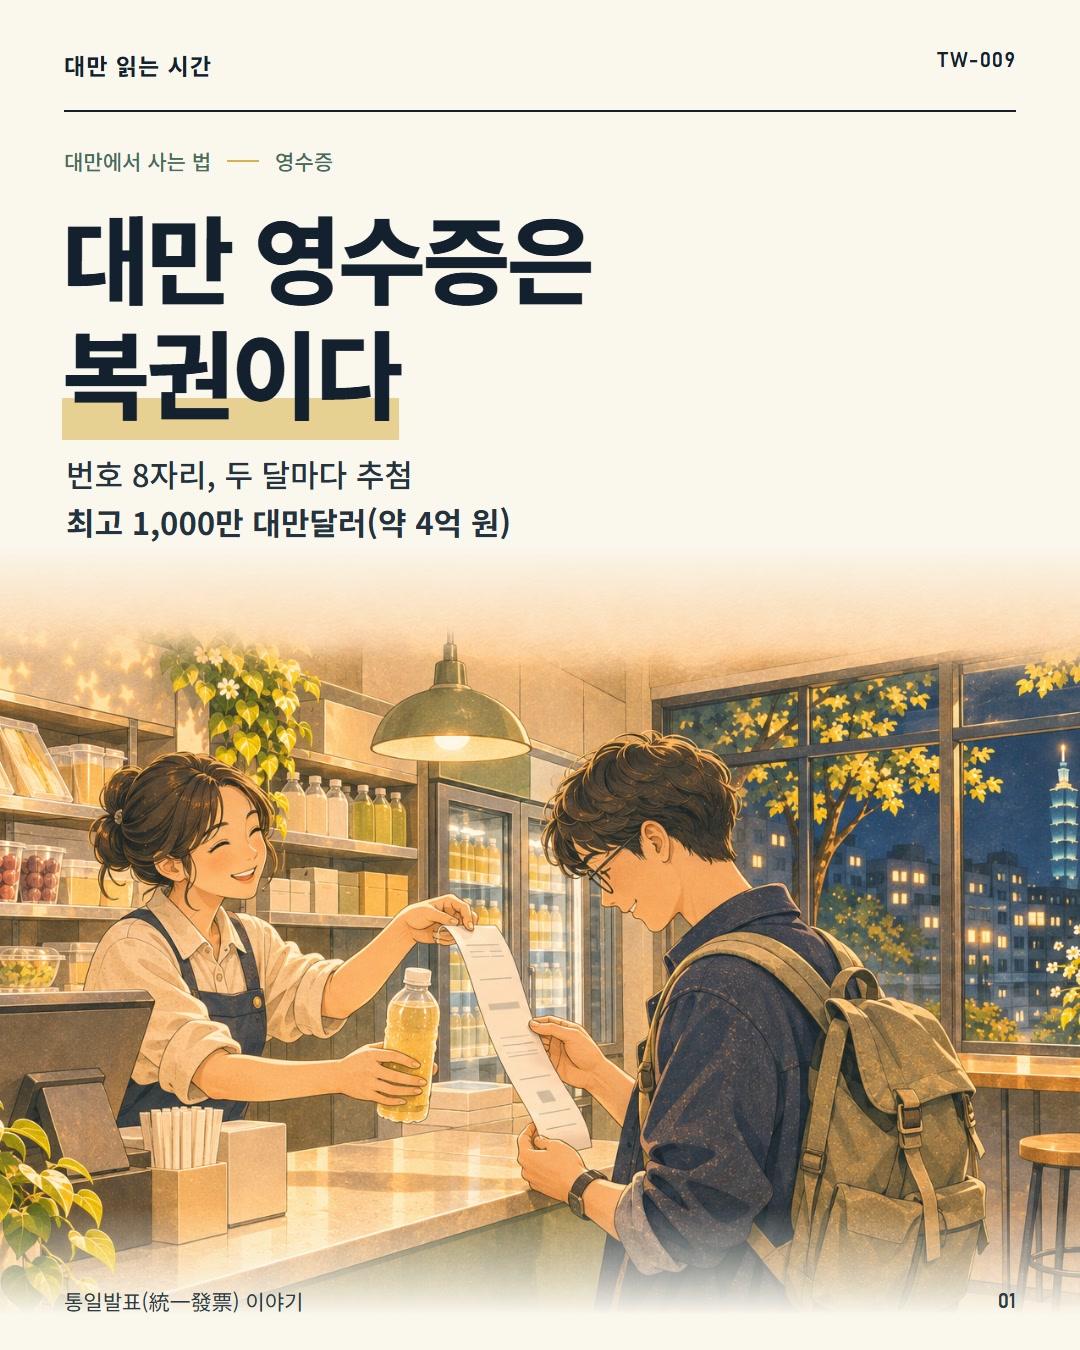 대만 읽는 시간
TW-009
대만에서 사는 법 — 영수증
대만 영수증은
복권이다
번호 8자리, 두 달마다 추첨
최고 1,000만 대만달러(약 4억 원)
통일발표(統一發票) 이야기
01